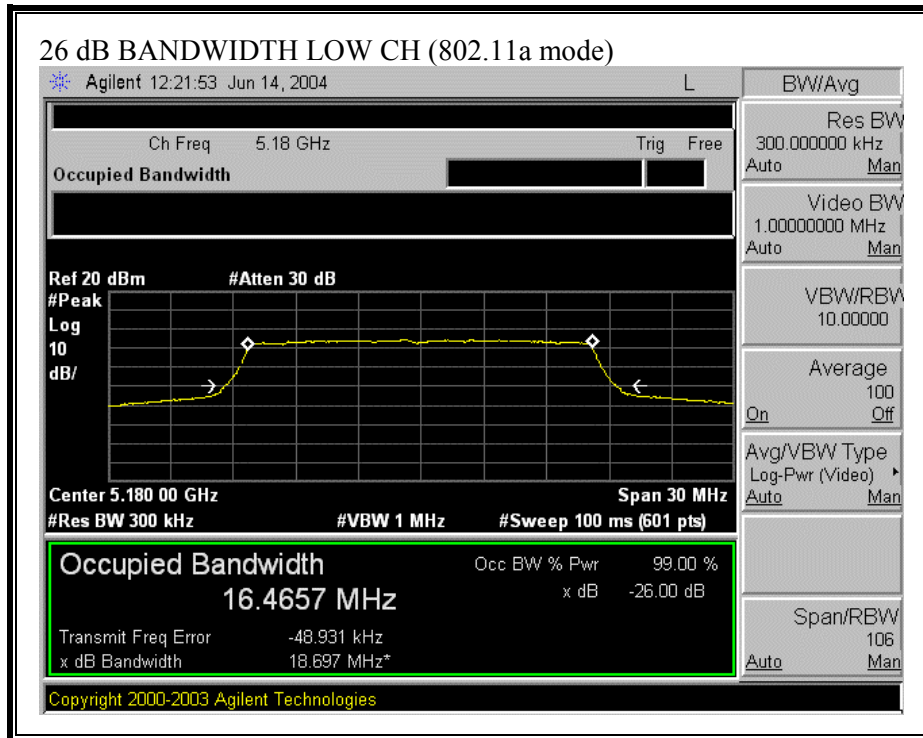 26 dB BANDWIDTH LOW CH (802.11a mode)
Agilent 12:21:53 Jun 14, 2004 L
BW/Avg
Ch Freq 5.18 GHz Trig Free
Occupied Bandwidth
Res BW
300.000000 kHz
Auto Man
Video BW
1.00000000 MHz
Auto Man
VBW/RBW
10.00000
Average
100
On Off
Avg/VBW Type
Log-Pwr (Video)
Auto Man
Span/RBW
106
Auto Man
Ref 20 dBm #Atten 30 dB
#Peak
Log
10
dB/
Center 5.180 00 GHz Span 30 MHz
#Res BW 300 kHz #VBW 1 MHz #Sweep 100 ms (601 pts)
Occupied Bandwidth Occ BW % Pwr 99.00 %
16.4657 MHz x dB -26.00 dB
Transmit Freq Error -48.931 kHz
x dB Bandwidth 18.697 MHz*
Copyright 2000-2003 Agilent Technologies